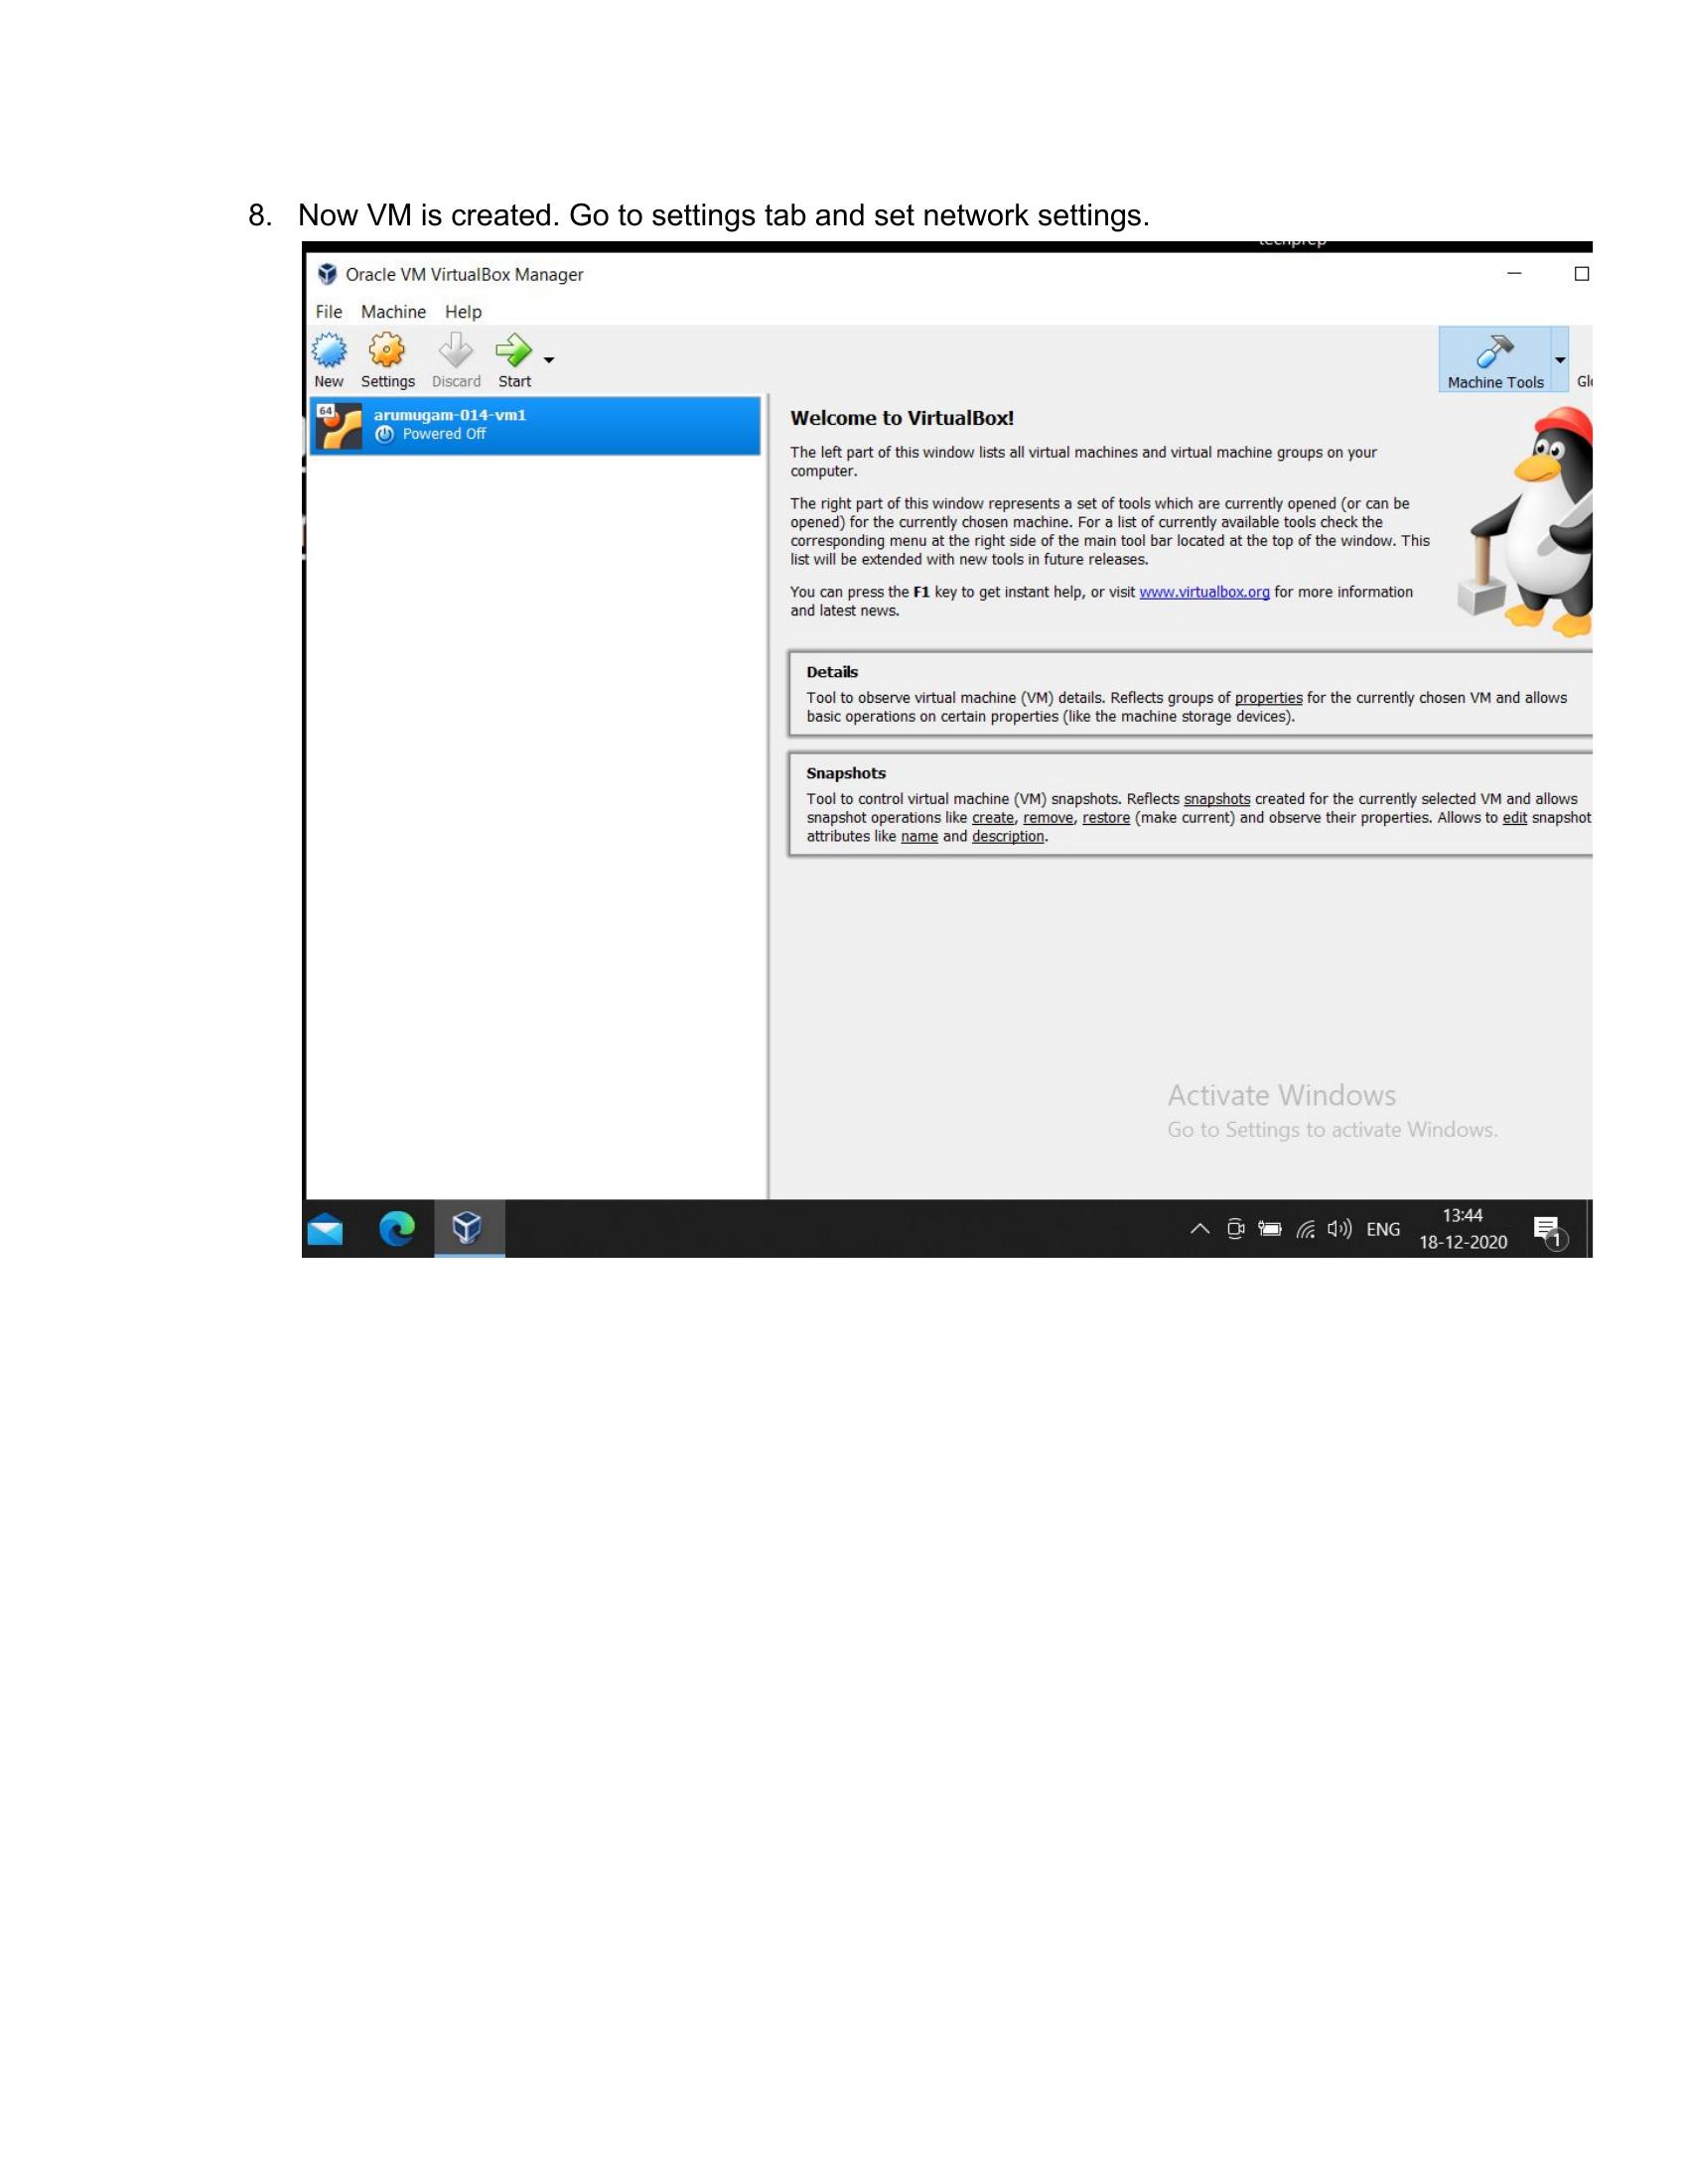 8. Now VM is created. Go to settings tab and set network settings.
Oracle VM VirtualBox Manager
File Machine Help
New Settings Discard Start
Machine Tools
64
arumugam-014-vm1
Powered Off
Welcome to VirtualBox!
The left part of this window lists all virtual machines and virtual machine groups on your
computer.
The right part of this window represents a set of tools which are currently opened (or can be
opened) for the currently chosen machine. For a list of currently available tools check the
corresponding menu at the right side of the main tool bar located at the top of the window. This
list will be extended with new tools in future releases.
You can press the F1 key to get instant help, or visit www.virtualbox.org for more information
and latest news.
Details
Tool to observe virtual machine (VM) details. Reflects groups of properties for the currently chosen VM and allows
basic operations on certain properties (like the machine storage devices).
Snapshots
Tool to control virtual machine (VM) snapshots. Reflects snapshots created for the currently selected VM and allows
snapshot operations like create, remove, restore (make current) and observe their properties. Allows to edit snapshot
attributes like name and description.
Activate Windows
Go to Settings to activate Windows.
ENG
13:44
18-12-2020
1